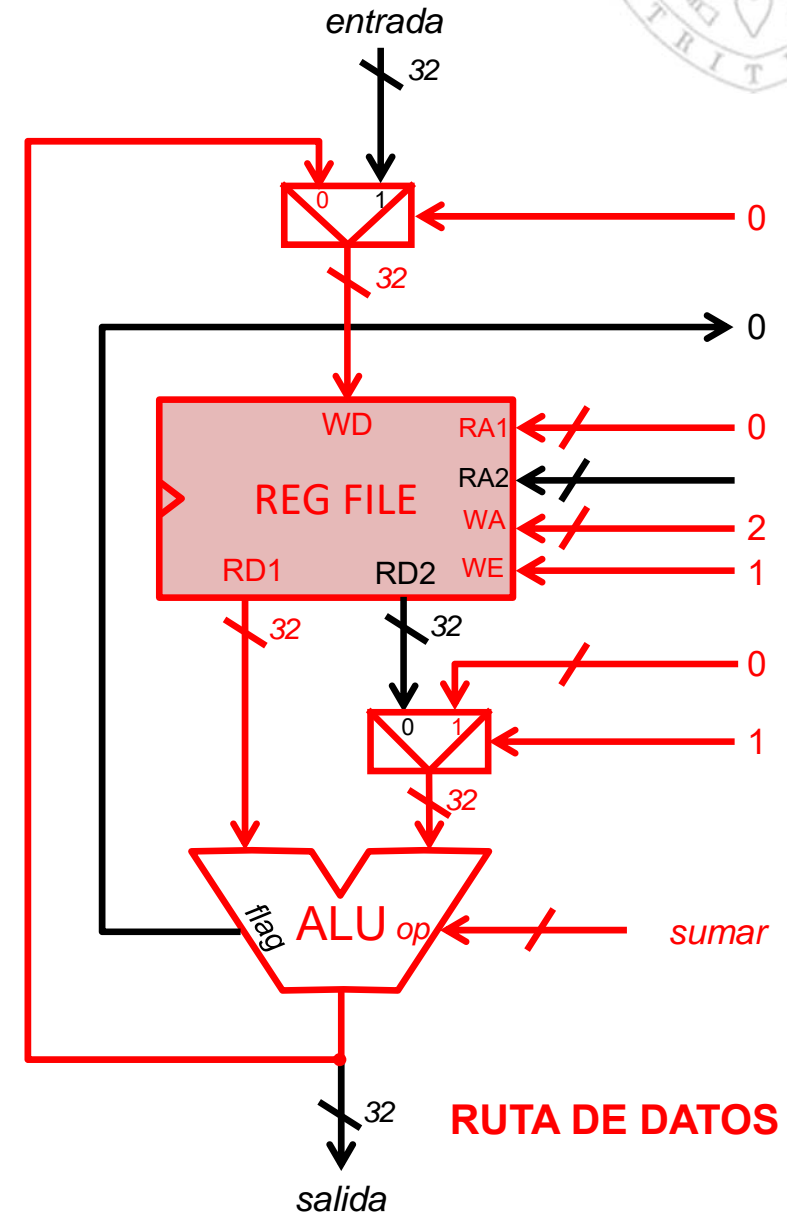 entrada
32
TRIT
0 1
0
32
0
WD
RA1
0
RA2
REG FILE
WA
2
RD1
RD2
WE
1
32
32
0
0 1
1
32
flag
ALU
op
sumar
32
RUTA DE DATOS
salida